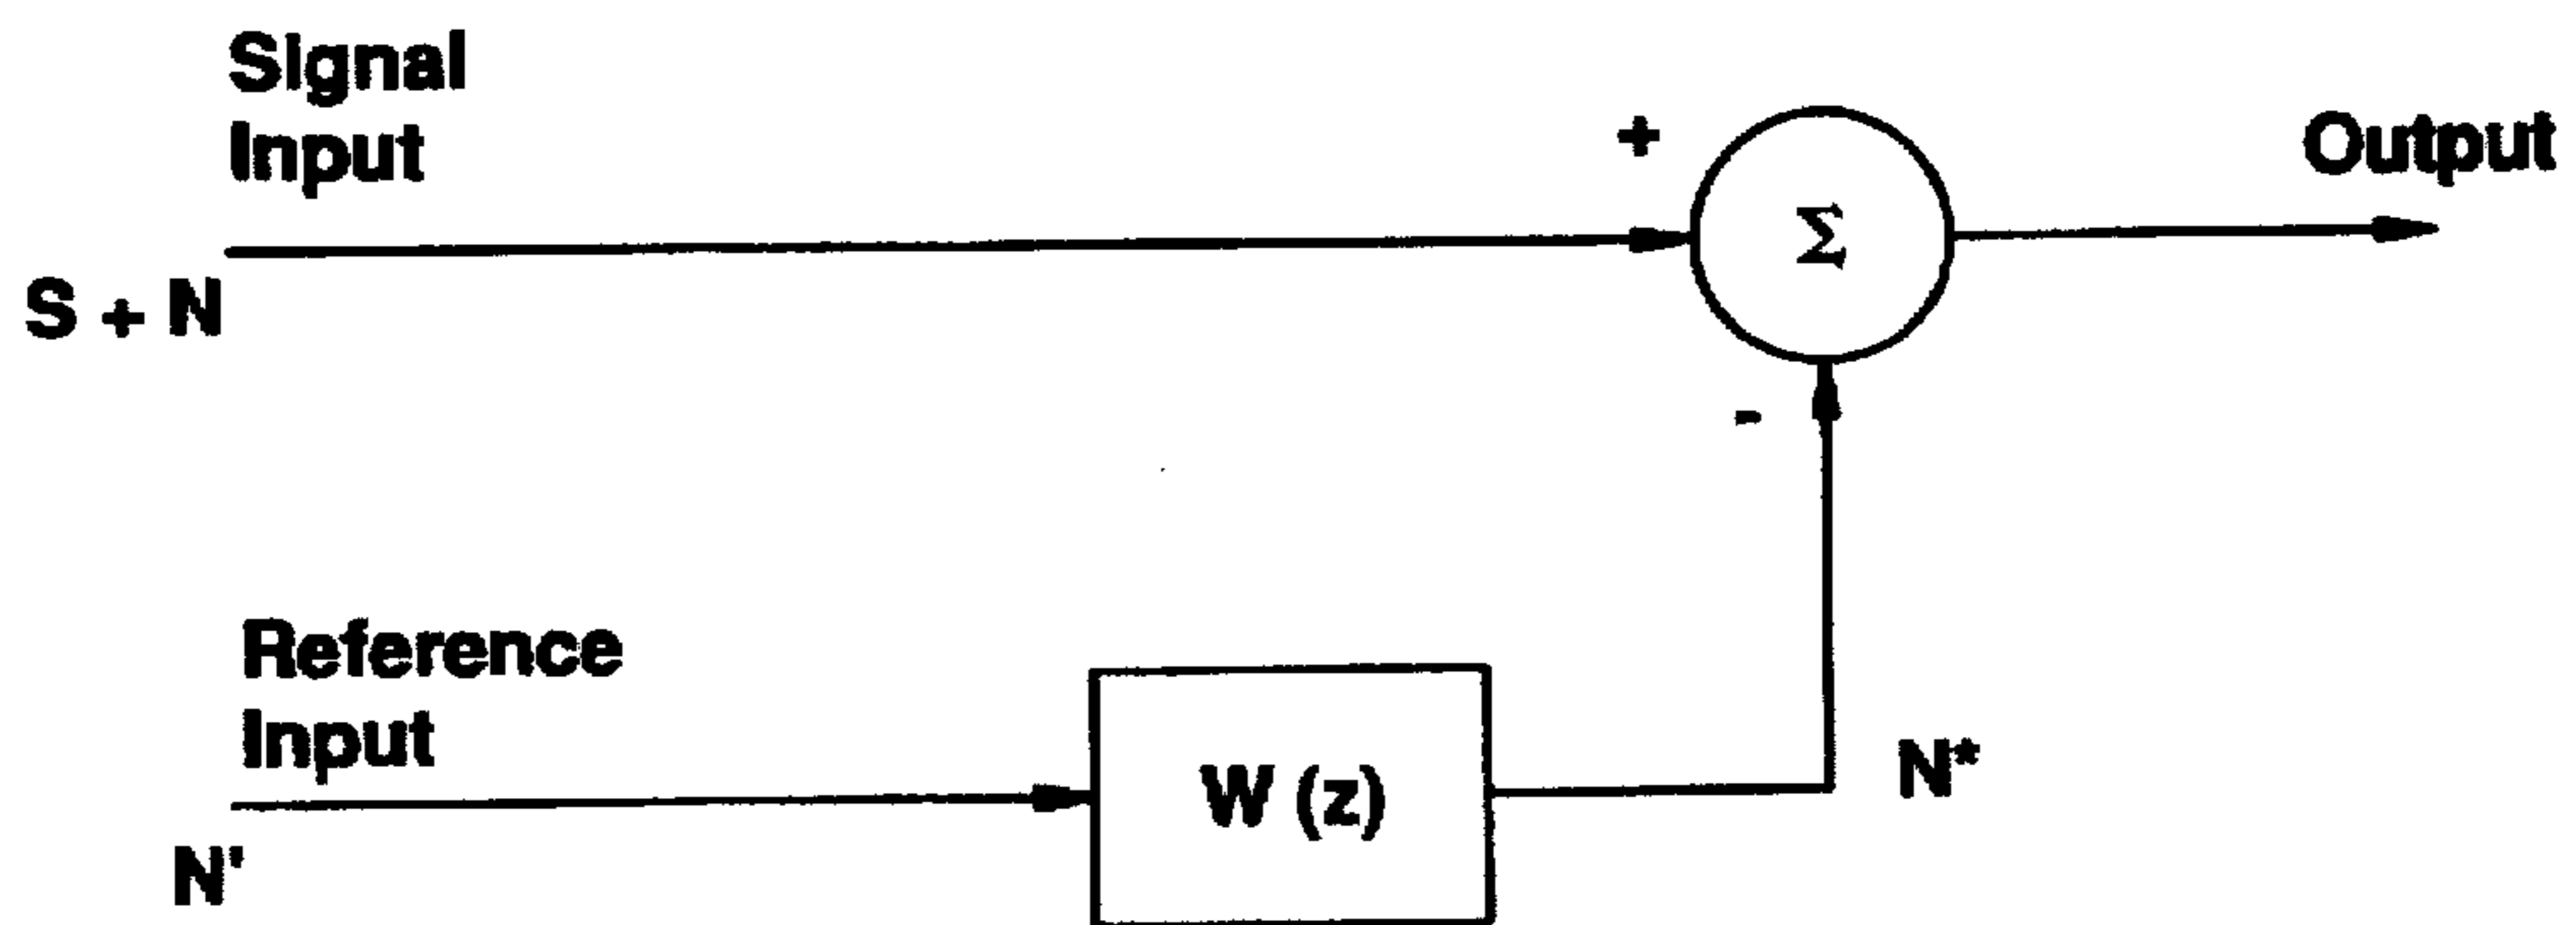 Signal
Input
+
Output
Σ
S + N
-
Reference
Input
W (z)
N*
N'